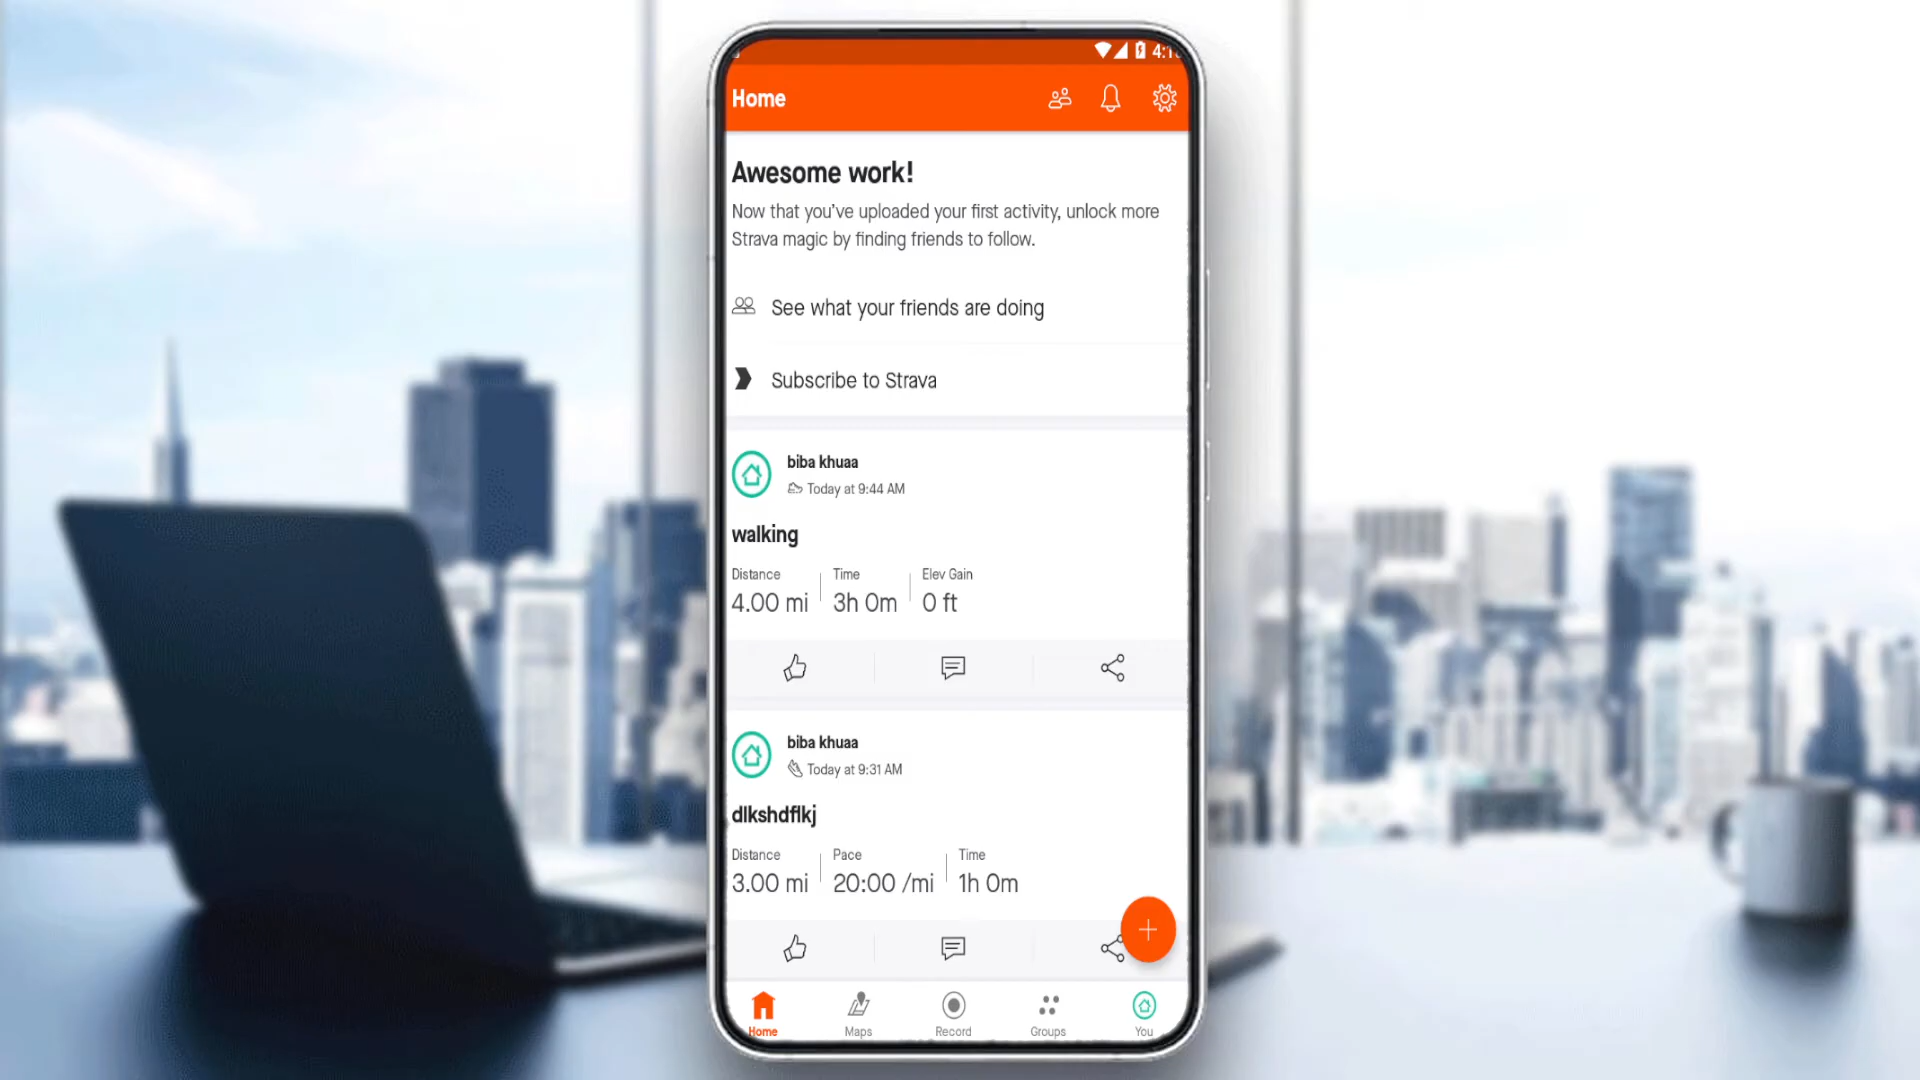 Home
Awesome work!
Now that you've uploaded your first activity, unlock more
Strava magic by finding friends to follow.
See what your friends are doing
Subscribe to Strava
biba khuaa
Today at 9:44 AM
walking
Distance Time Elev Gain
4.00 mi 3h 0m 0 ft
biba khuaa
Today at 9:31 AM
dlkshdflkj
Distance Pace Time
3.00 mi 20:00 /mi 1h 0m
Home Maps Record Groups You